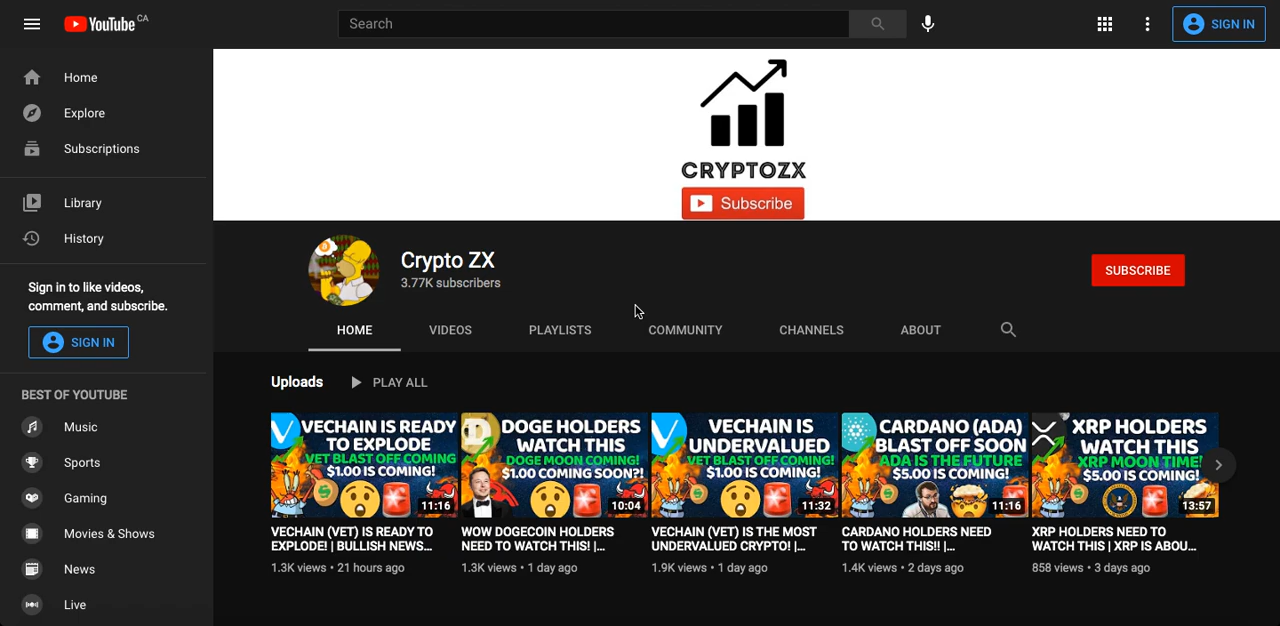 YouTube CA
Search
SIGN IN
Home
Explore
Subscriptions
Library
History
Sign in to like videos,
comment, and subscribe.
SIGN IN
BEST OF YOUTUBE
Music
Sports
Gaming
Movies & Shows
News
Live
CRYPTOZX
Subscribe
Crypto ZX
3.77K subscribers
SUBSCRIBE
HOME VIDEOS PLAYLISTS COMMUNITY CHANNELS ABOUT
Uploads PLAY ALL
VECHAIN IS READY
TO EXPLODE
VET BLAST OFF COMING
$1.00 IS COMING!
11:16
VECHAIN (VET) IS READY TO
EXPLODE! | BULLISH NEWS...
1.3K views • 21 hours ago
DOGE HOLDERS
WATCH THIS
DOGE MOON COMING!
$1.00 COMING SOON?!
10:04
WOW DOGECOIN HOLDERS
NEED TO WATCH THIS! |...
1.3K views • 1 day ago
VECHAIN IS
UNDERVALUED
VET BLAST OFF COMING!
$1.00 IS COMING!
11:32
VECHAIN (VET) IS THE MOST
UNDERVALUED CRYPTO! |...
1.9K views • 1 day ago
CARDANO (ADA)
BLAST OFF SOON
ADA IS THE FUTURE
$5.00 IS COMING!
11:16
CARDANO HOLDERS NEED
TO WATCH THIS!! |...
1.4K views • 2 days ago
XRP HOLDERS
WATCH THIS
XRP MOON TIME!
$5.00 IS COMING!
13:57
XRP HOLDERS NEED TO
WATCH THIS | XRP IS ABOU...
858 views • 3 days ago